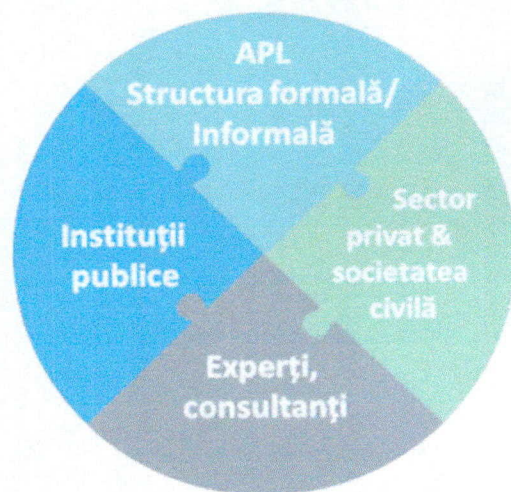 APL
Structura formală/
Informală
Instituții
publice
Sector
privat &
societatea
civilă
Experți,
consultanți